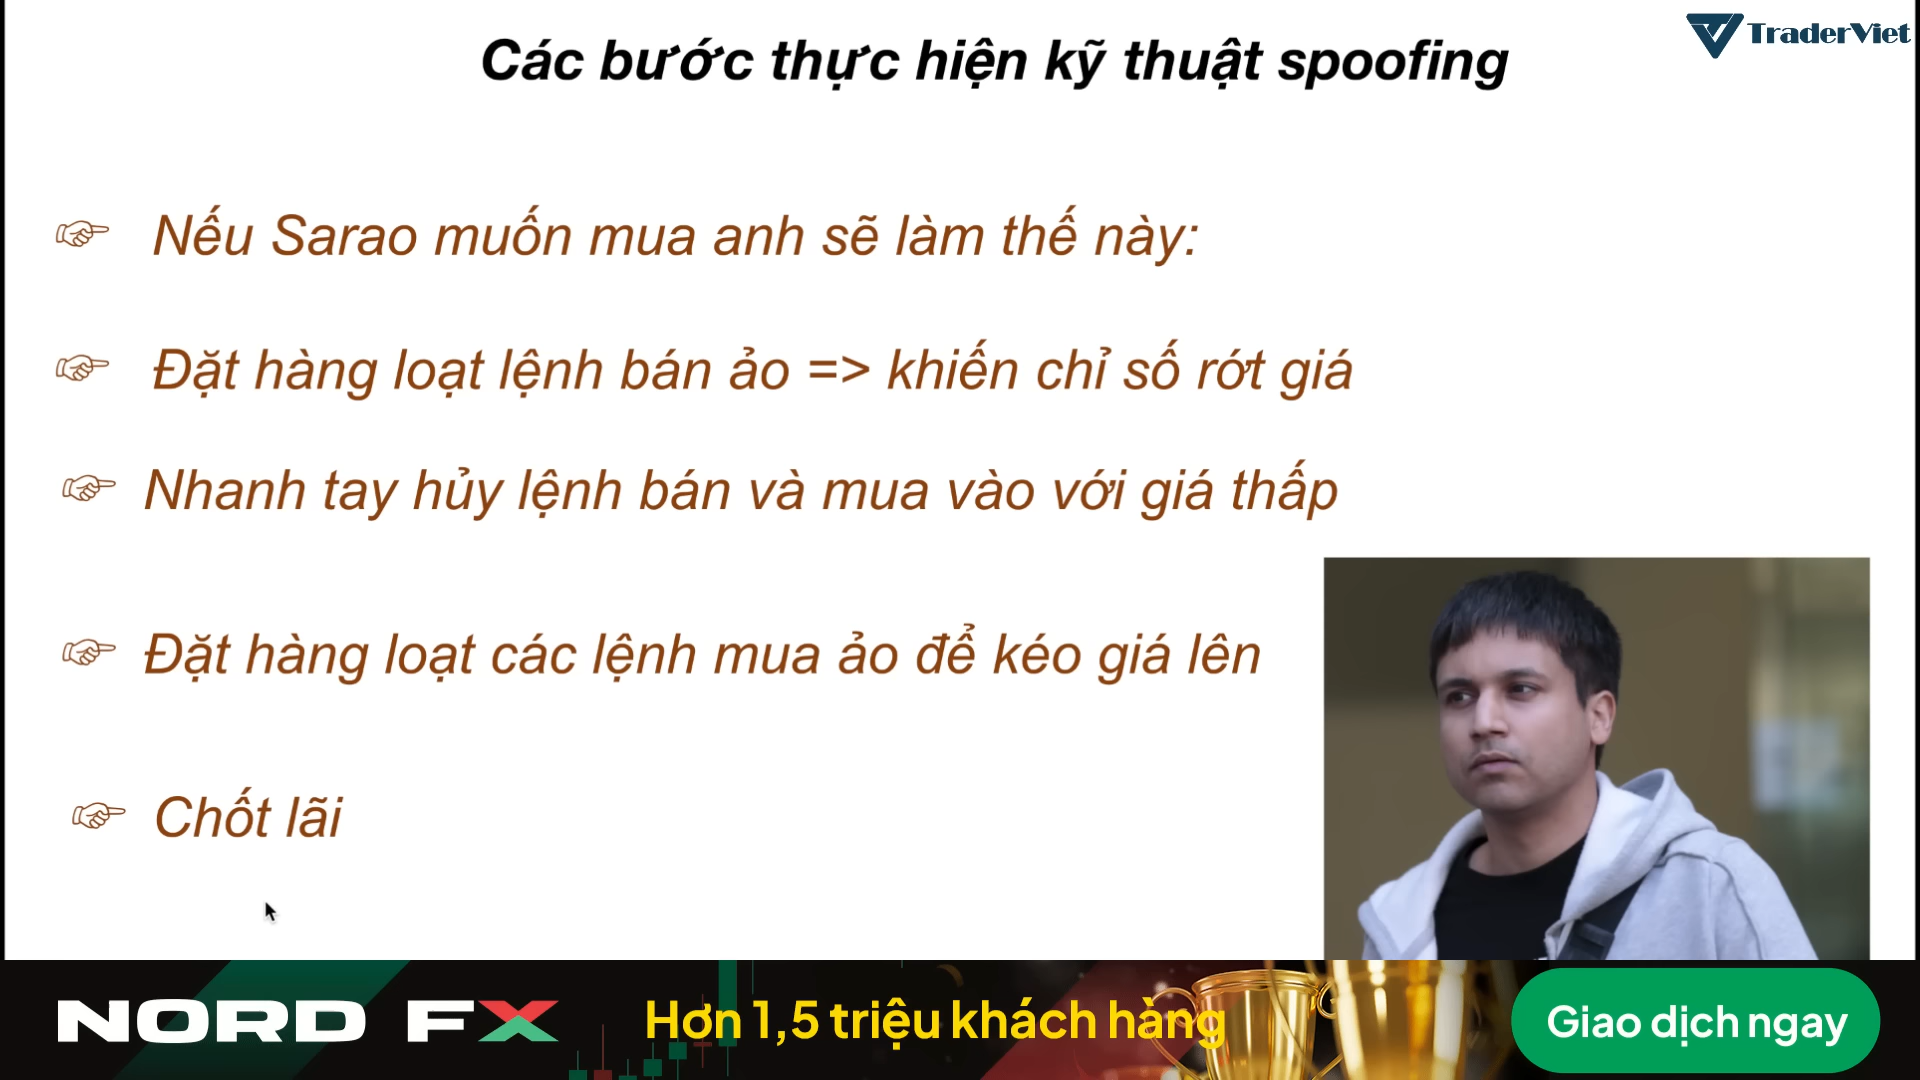 Các bước thực hiện kỹ thuật spoofing
TraderViet
Nếu Sarao muốn mua anh sẽ làm thế này:
Đặt hàng loạt lệnh bán ảo => khiến chỉ số rớt giá
Nhanh tay hủy lệnh bán và mua vào với giá thấp
Đặt hàng loạt các lệnh mua ảo để kéo giá lên
Chốt lãi
NORD FX
Hơn 1,5 triệu khách hàng
Giao dịch ngay